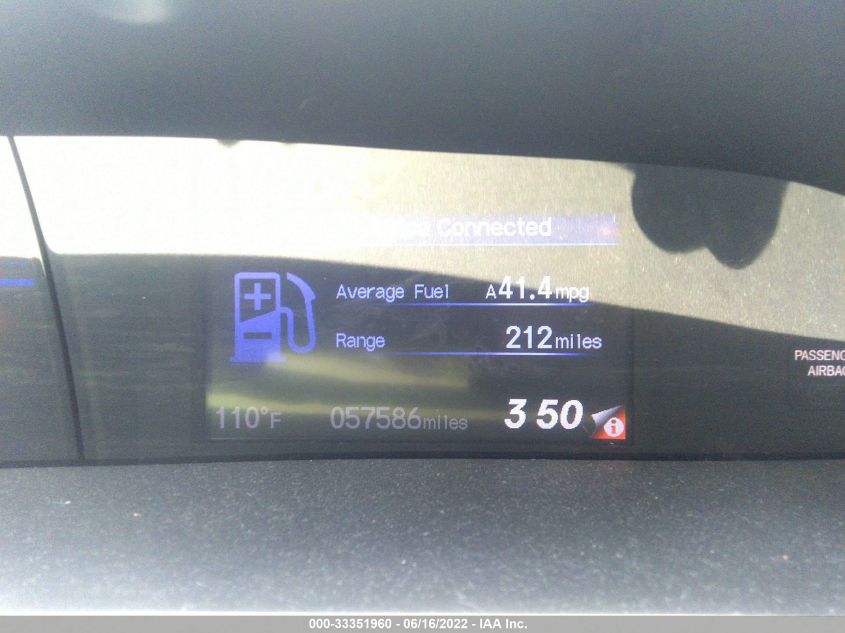 Connected
Average Fuel A41.4mpg
Range 212miles
PASSENG
AIRBAG
110°F 057586miles 3 50
000-33351960 - 06/16/2022 - IAA Inc.